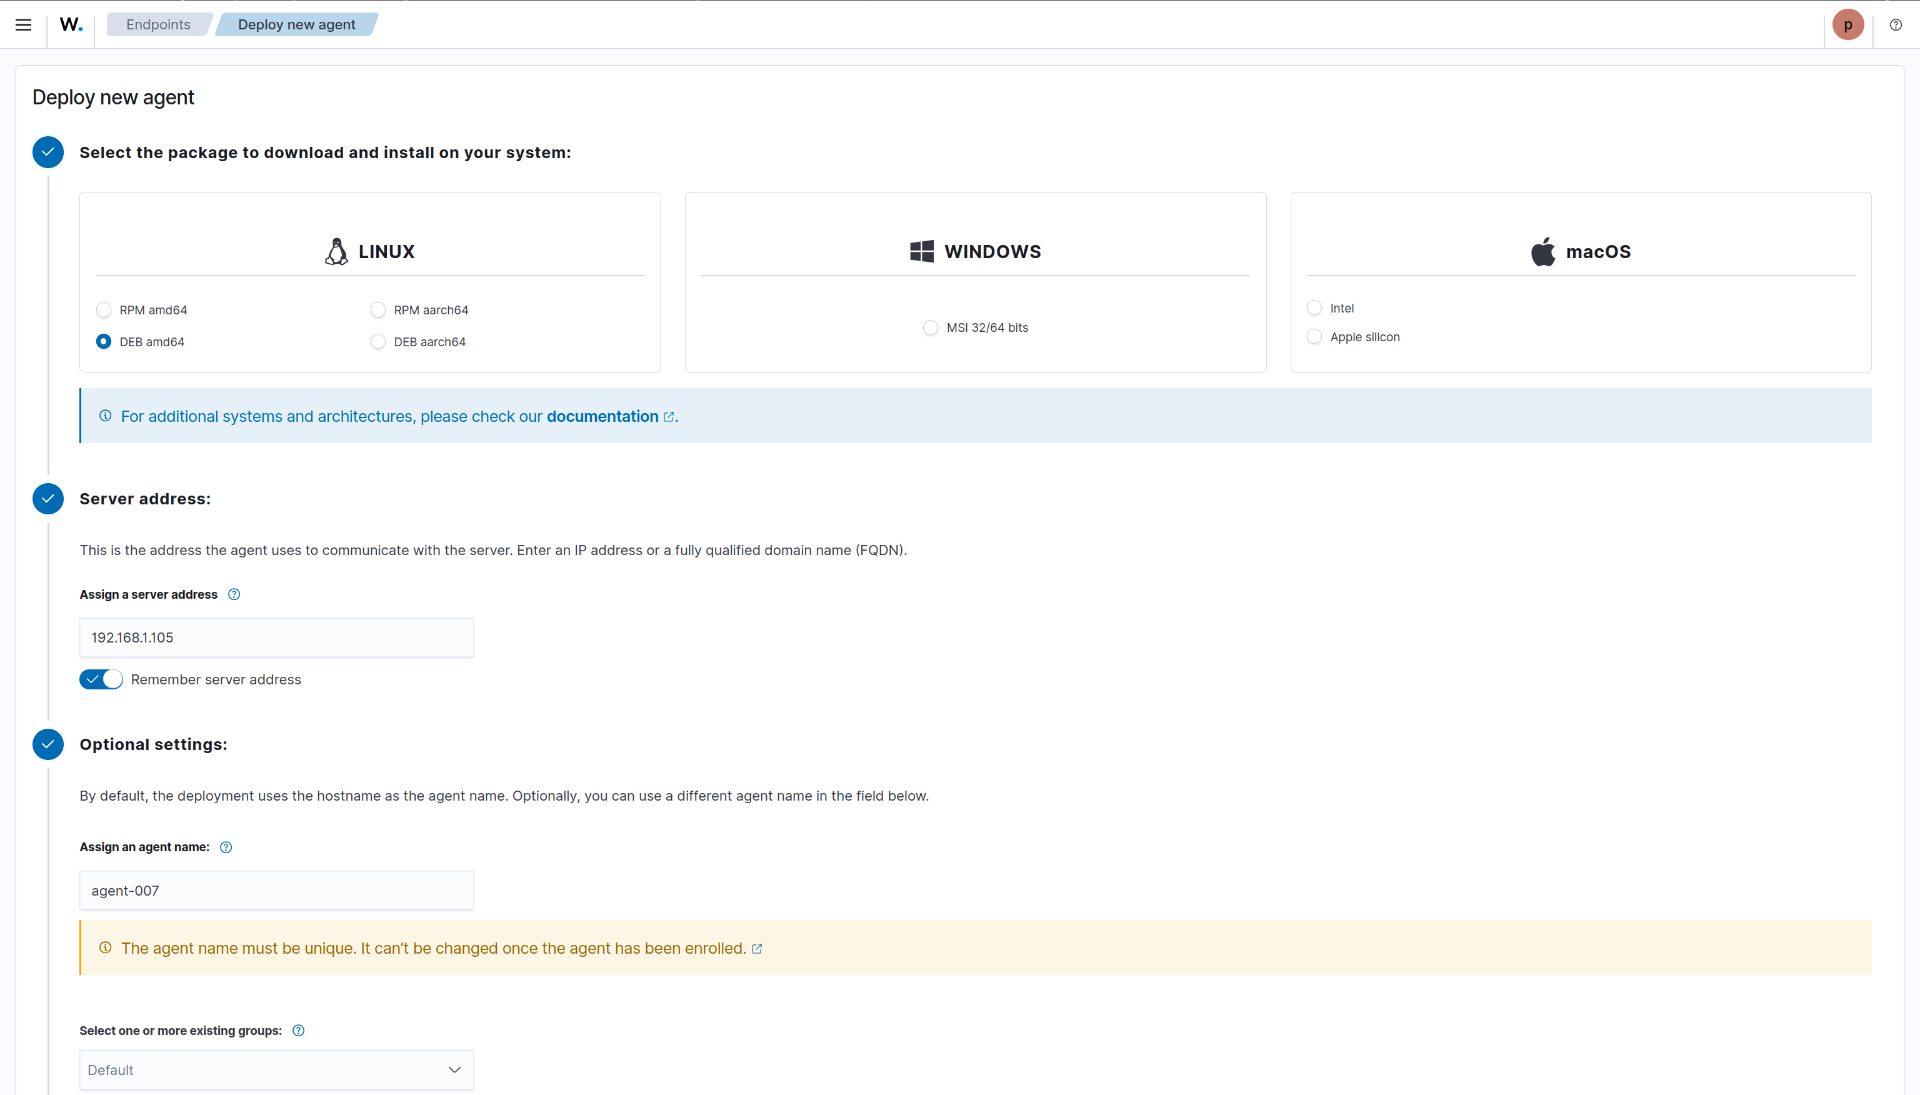 W.
Endpoints
Deploy new agent
p
Deploy new agent
Select the package to download and install on your system:
LINUX
WINDOWS
macOS
RPM amd64
RPM aarch64
DEB amd64
DEB aarch64
MSI 32/64 bits
Intel
Apple silicon
For additional systems and architectures, please check our documentation.
Server address:
This is the address the agent uses to communicate with the server. Enter an IP address or a fully qualified domain name (FQDN).
Assign a server address
192.168.1.105
Remember server address
Optional settings:
By default, the deployment uses the hostname as the agent name. Optionally, you can use a different agent name in the field below.
Assign an agent name:
agent-007
The agent name must be unique. It can’t be changed once the agent has been enrolled.
Select one or more existing groups:
Default